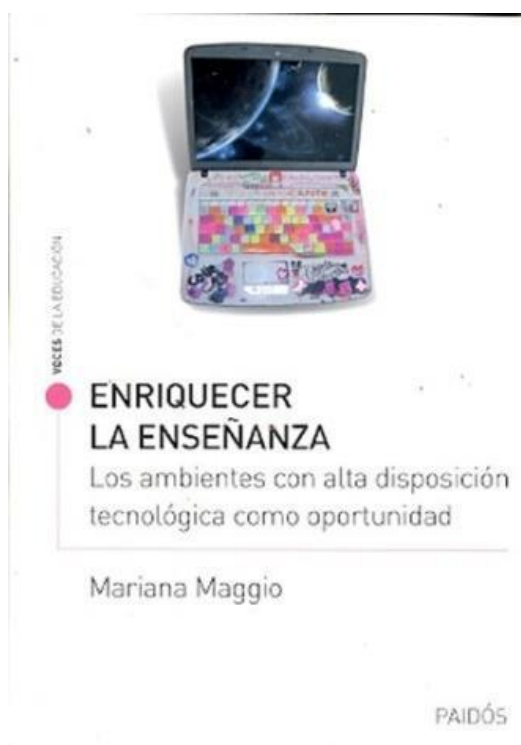 VOCES DE LA EDUCACIÓN
ENRIQUECER
LA ENSEÑANZA
Los ambientes con alta disposición
tecnológica como oportunidad
Mariana Maggio
PAIDÓS